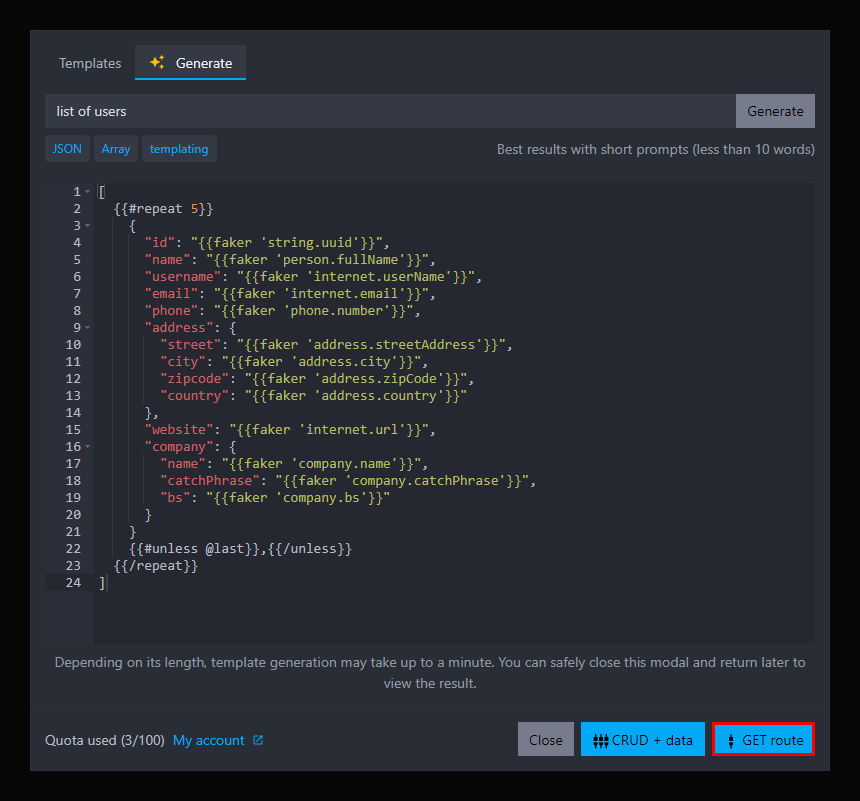 Templates Generate
list of users Generate
JSON Array templating Best results with short prompts (less than 10 words)
1 [
2 {{#repeat 5}}
3 {
4 "id": "{{faker 'string.uuid'}}",
5 "name": "{{faker 'person.fullName'}}",
6 "username": "{{faker 'internet.userName'}}",
7 "email": "{{faker 'internet.email'}}",
8 "phone": "{{faker 'phone.number'}}",
9 "address": {
10 "street": "{{faker 'address.streetAddress'}}",
11 "city": "{{faker 'address.city'}}",
12 "zipcode": "{{faker 'address.zipCode'}}",
13 "country": "{{faker 'address.country'}}"
14 },
15 "website": "{{faker 'internet.url'}}",
16 "company": {
17 "name": "{{faker 'company.name'}}",
18 "catchPhrase": "{{faker 'company.catchPhrase'}}",
19 "bs": "{{faker 'company.bs'}}"
20 }
21 }
22 {{#unless @last}},{{/unless}}
23 {{/repeat}}
24 ]
Depending on its length, template generation may take up to a minute. You can safely close this modal and return later to
view the result.
Quota used (3/100) My account Close CRUD + data GET route